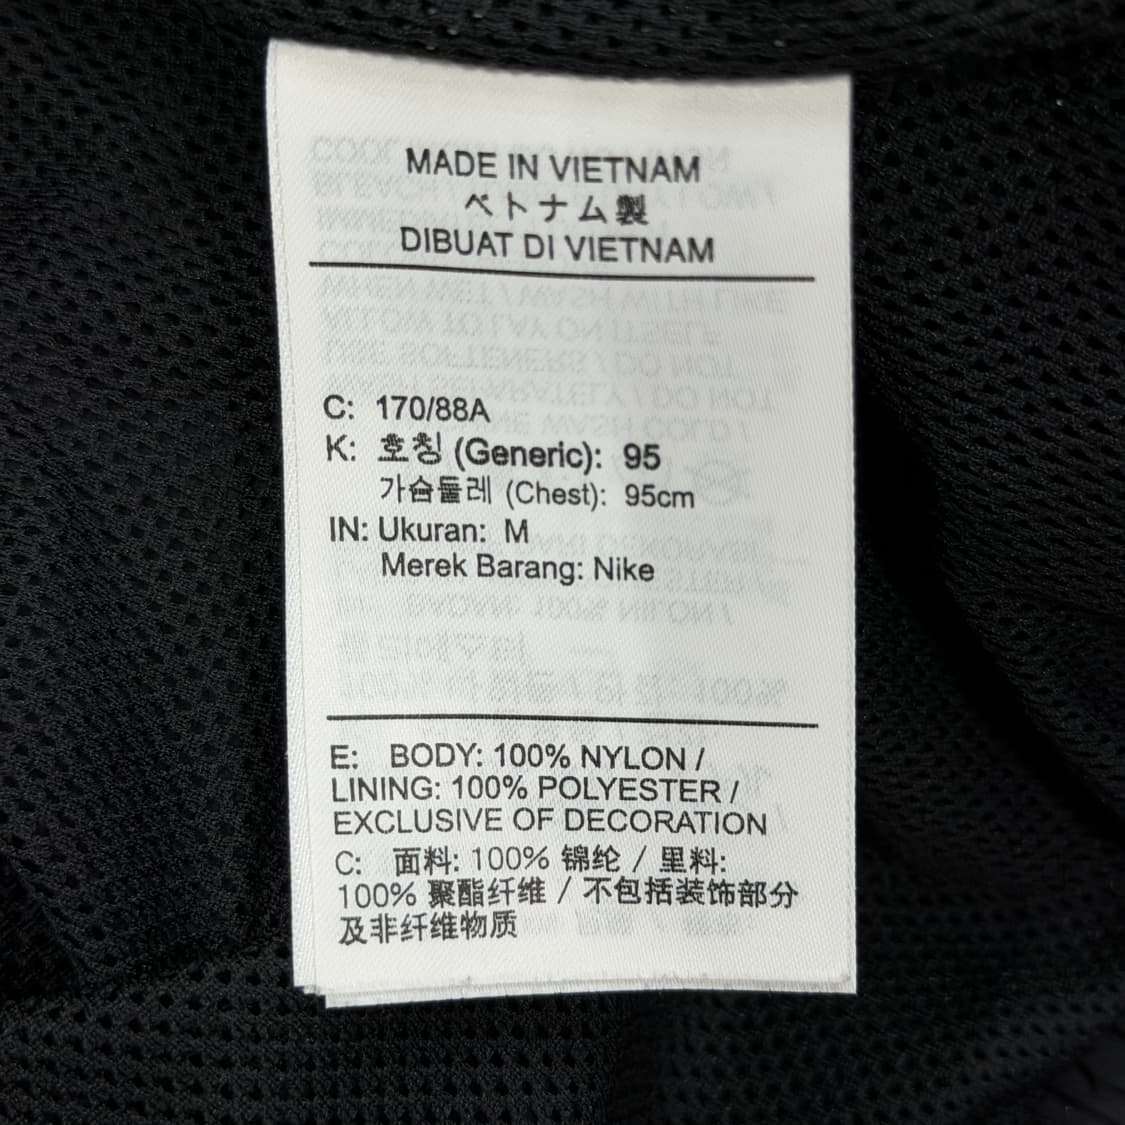 MADE IN VIETNAM
ベトナム製
DIBUAT DI VIETNAM
C: 170/88A
K: 호칭 (Generic): 95
가슴둘레 (Chest): 95cm
IN: Ukuran: M
Merek Barang: Nike
E: BODY: 100% NYLON /
LINING: 100% POLYESTER /
EXCLUSIVE OF DECORATION
C: 面料: 100% 锦纶 / 里料:
100% 聚酯纤维 / 不包括装饰部分
及非纤维物质